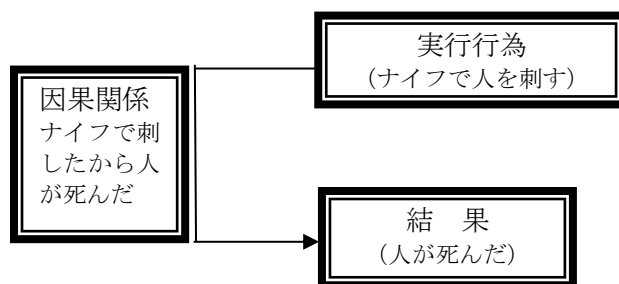 因果関係
ナイフで刺
したから人
が死んだ
実行行為
(ナイフで人を刺す)
結　果
(人が死んだ)